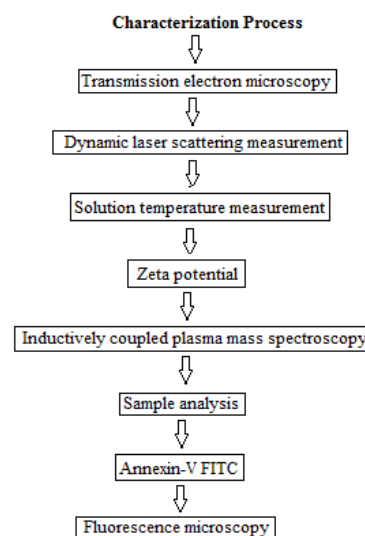 Characterization Process
Transmission electron microscopy
Dynamic laser scattering measurement
Solution temperature measurement
Zeta potential
Inductively coupled plasma mass spectroscopy
Sample analysis
Annexin-V FITC
Fluorescence microscopy